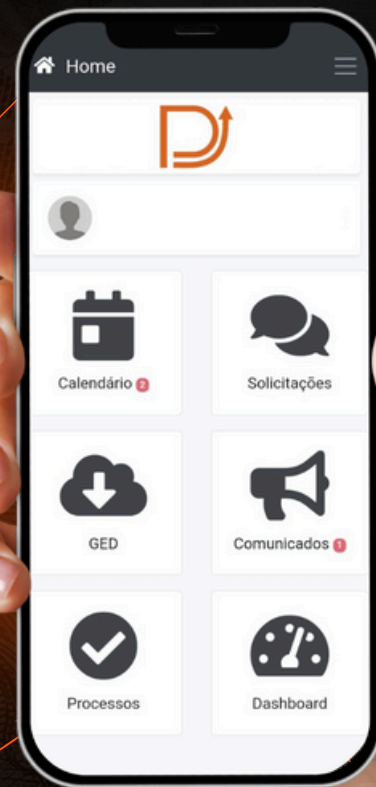 Home
Calendário 2
Solicitações
GED
Comunicados 1
Processos
Dashboard